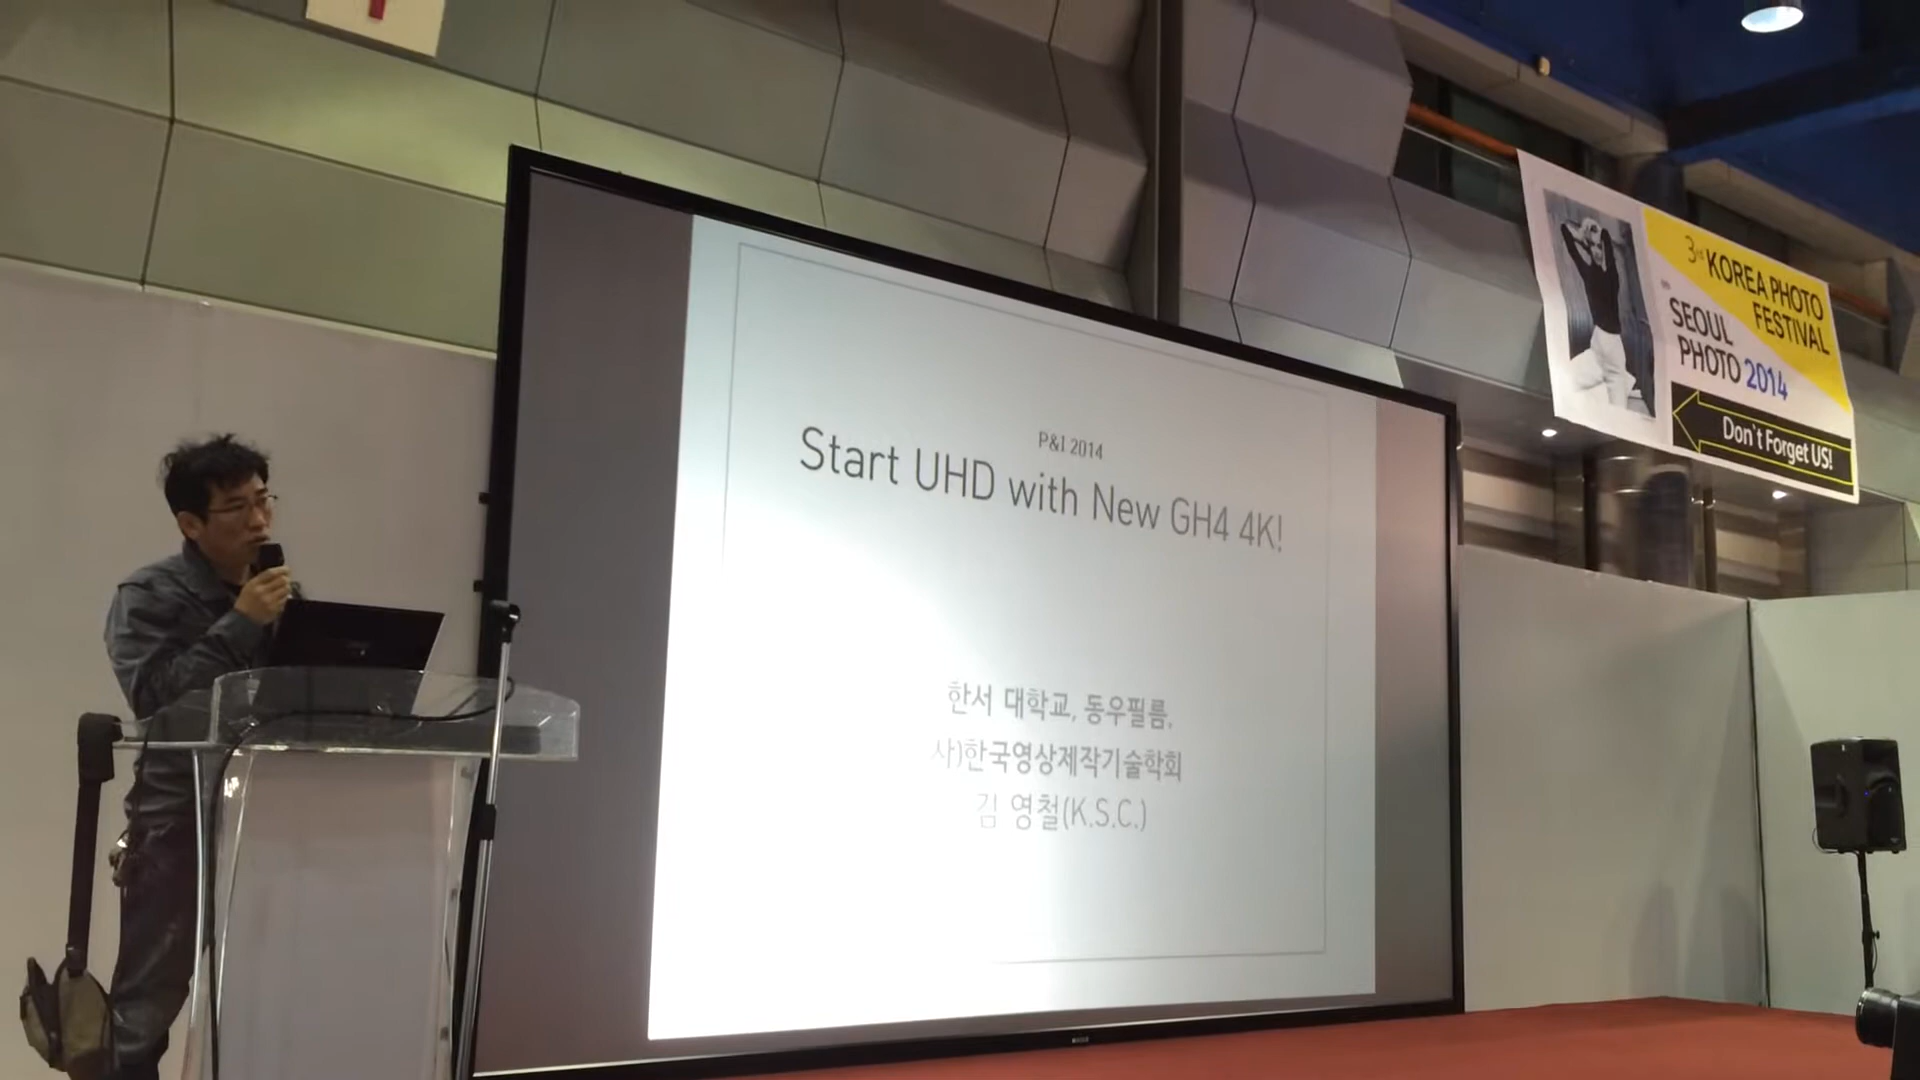 P&I 2014
Start UHD with New GH4 4K!
한서 대학교, 동우필름,
사)한국영상제작기술학회
김 영철(K.S.C.)
3rd KOREA PHOTO
FESTIVAL
SEOUL
PHOTO 2014
Don't Forget US!